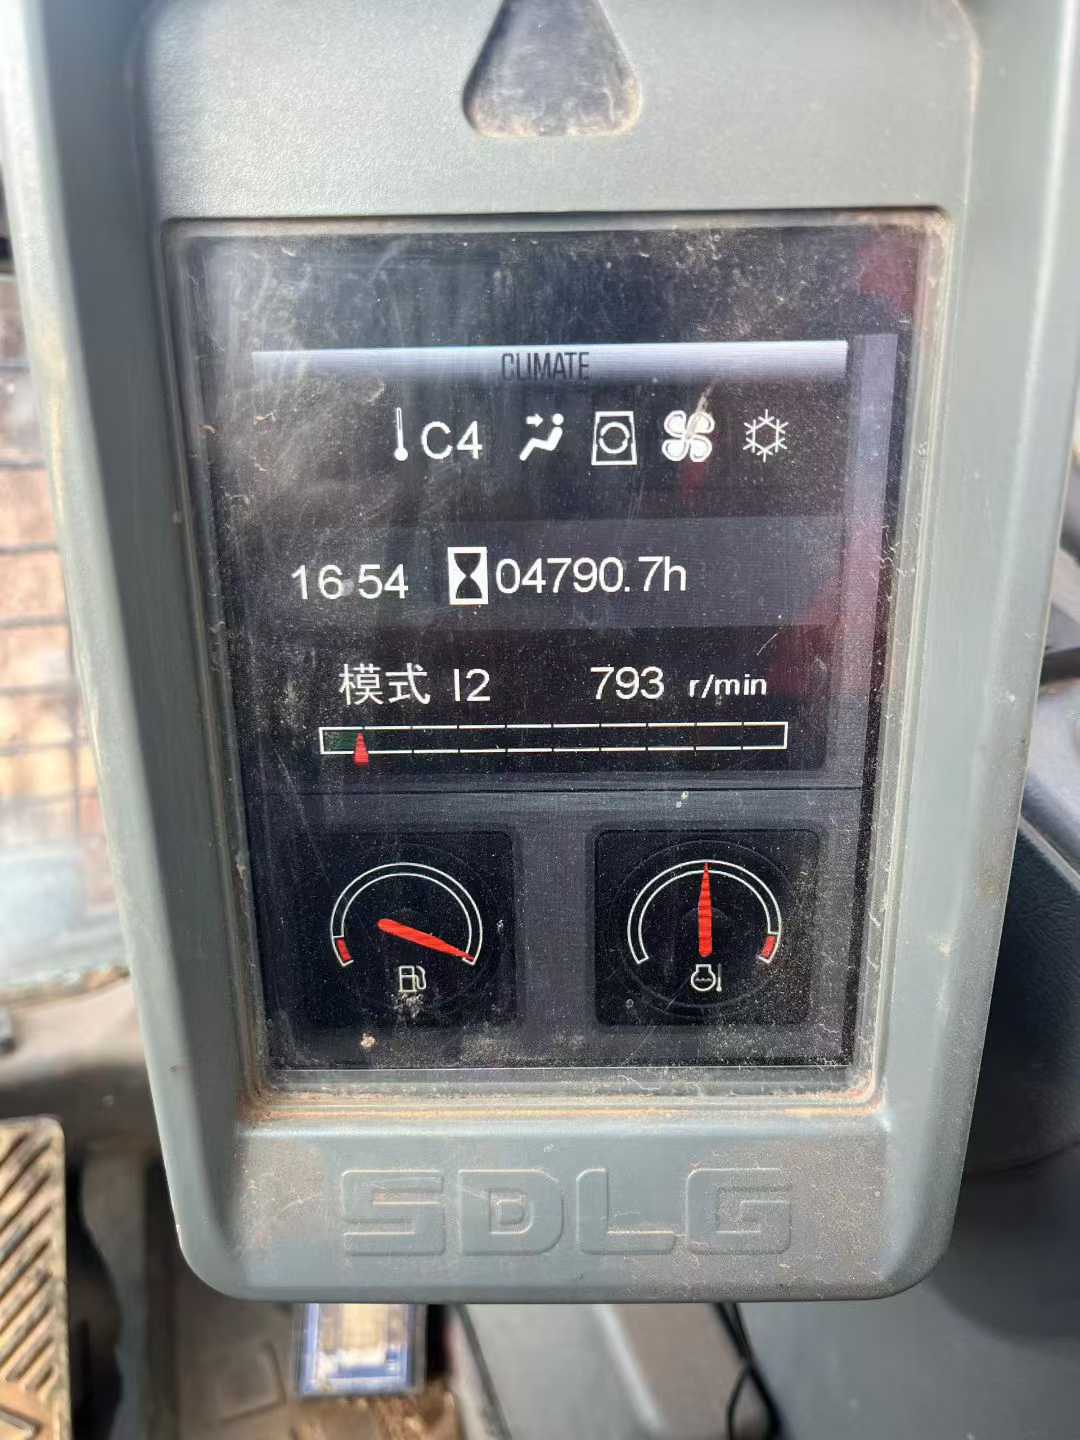 CLIMATE
C4
16 54 04790.7h
模式 I2 793 r/min
SDLG